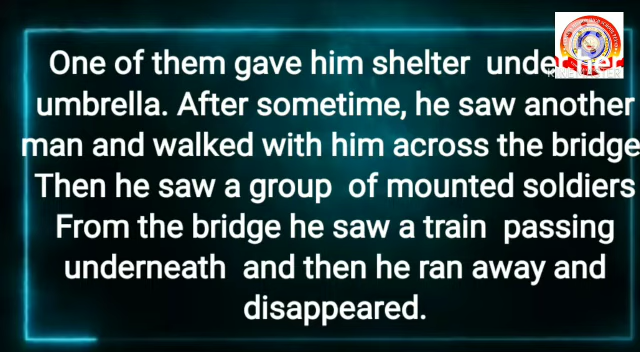 One of them gave him shelter under her
umbrella. After sometime, he saw another
man and walked with him across the bridge
Then he saw a group of mounted soldiers
From the bridge he saw a train passing
underneath and then he ran away and
disappeared.